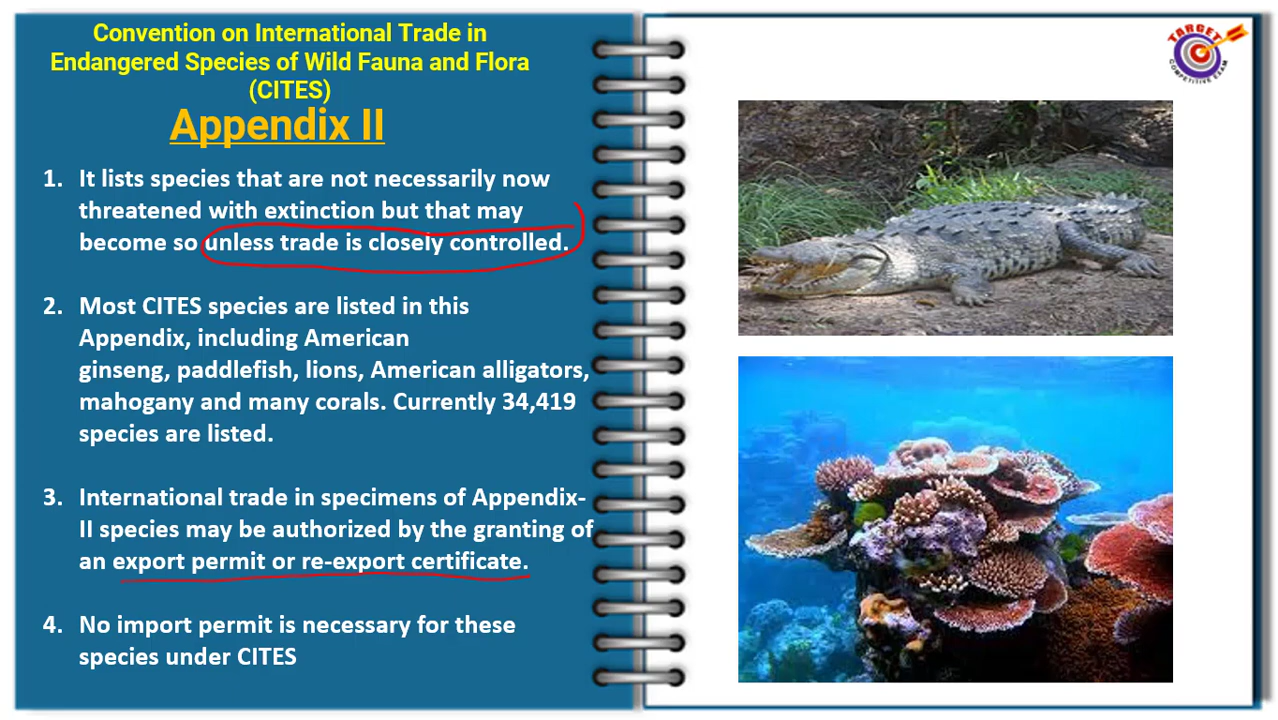 Convention on International Trade in
Endangered Species of Wild Fauna and Flora
(CITES)
Appendix II
1. It lists species that are not necessarily now
threatened with extinction but that may
become so unless trade is closely controlled.
2. Most CITES species are listed in this
Appendix, including American
ginseng, paddlefish, lions, American alligators,
mahogany and many corals. Currently 34,419
species are listed.
3. International trade in specimens of Appendix-
II species may be authorized by the granting of
an export permit or re-export certificate.
4. No import permit is necessary for these
species under CITES
TARGET
COMPETITIVE EXAM